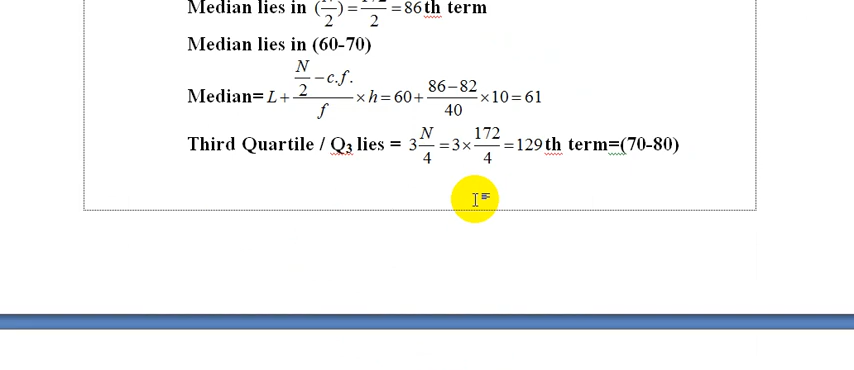 Median lies in (N/2) = 172/2 = 86th term
Median lies in (60-70)
Median= L + (N/2 − c.f.)/f × h = 60 + (86−82)/40 × 10 = 61
Third Quartile / Q3 lies = 3 N/4 = 3 × 172/4 = 129th term=(70-80)